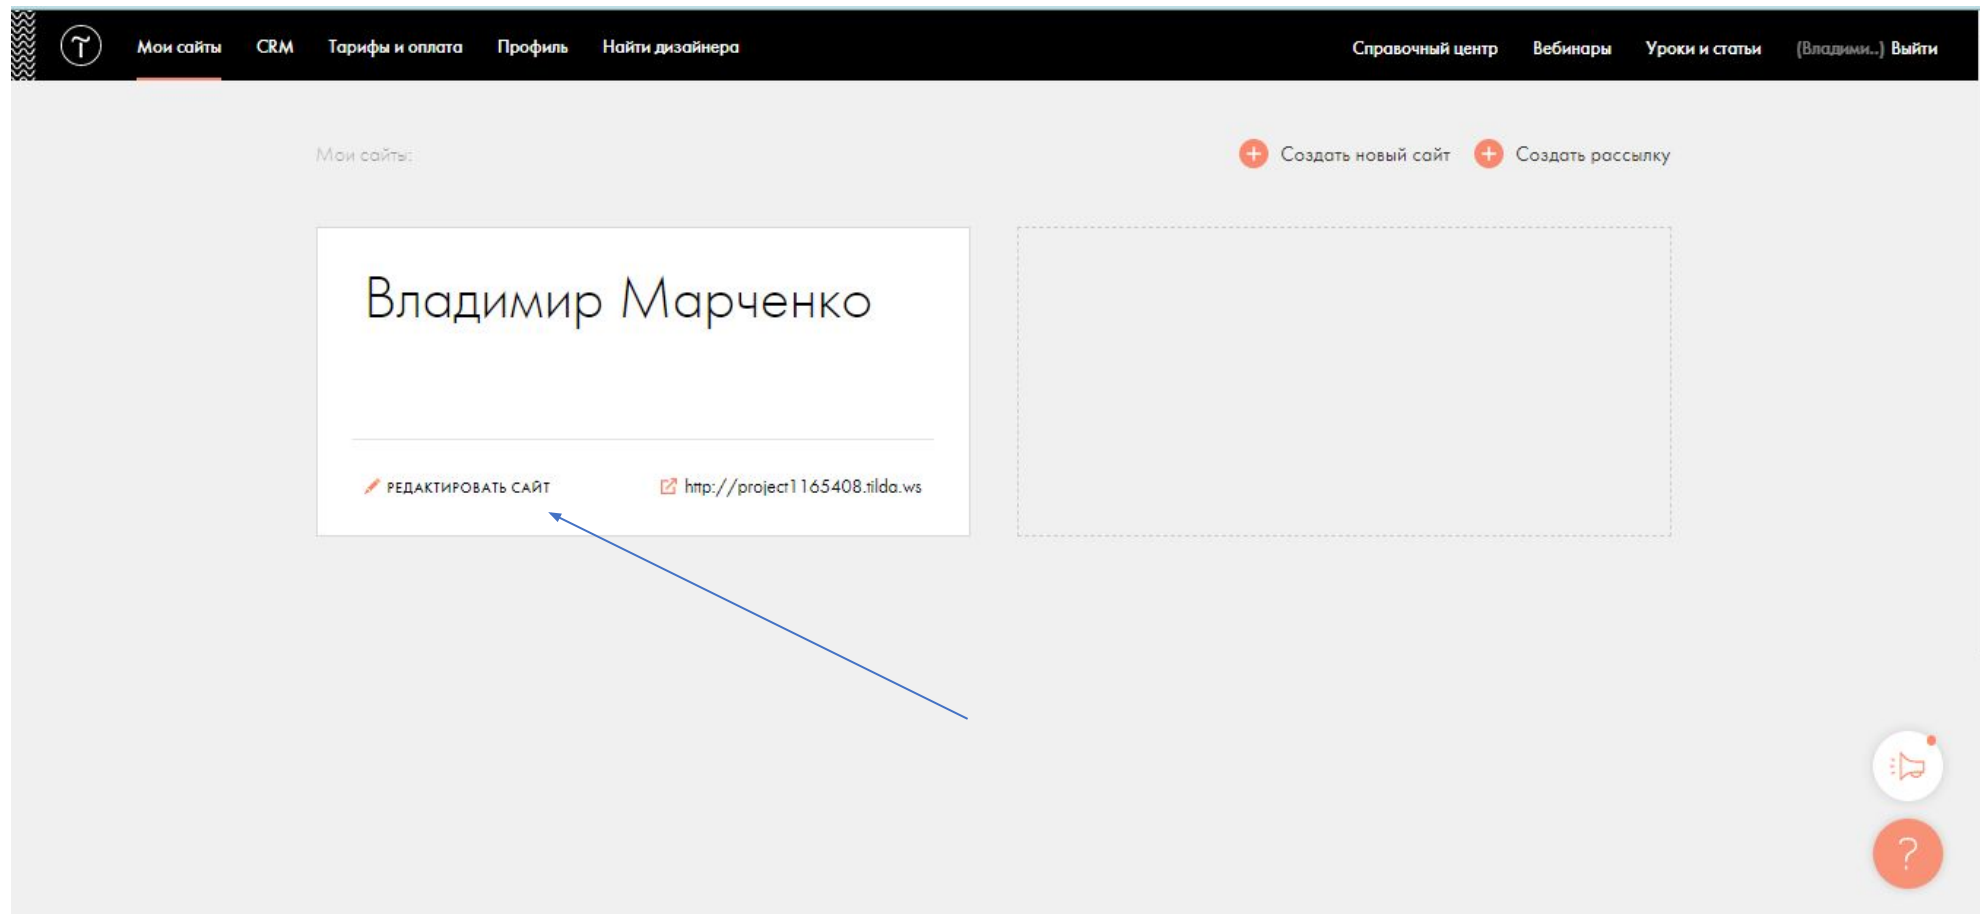 Мои сайты CRM Тарифы и оплата Профиль Найти дизайнера Справочный центр Вебинары Уроки и статьи (Владими..) Выйти
Мои сайты: Создать новый сайт Создать рассылку
Владимир Марченко
РЕДАКТИРОВАТЬ САЙТ http://project1165408.tilda.ws
?